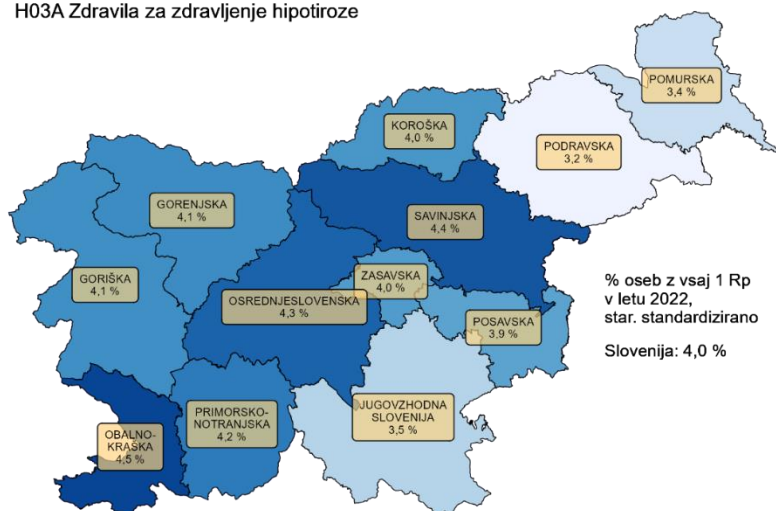 H03A Zdravila za zdravljenje hipotiroze
POMURSKA
3,4 %
KOROŠKA
4,0 %
PODRAVSKA
3,2 %
GORENJSKA
4,1 %
SAVINJSKA
4,4 %
GORIŠKA
4,1 %
ZASAVSKA
4,0 %
OSREDNJESLOVENSKA
4,3 %
POSAVSKA
3,9 %
% oseb z vsaj 1 Rp
v letu 2022,
star. standardizirano
Slovenija: 4,0 %
OBALNO-
KRAŠKA
4,5 %
PRIMORSKO-
NOTRANJSKA
4,2 %
JUGOVZHODNA
SLOVENIJA
3,5 %